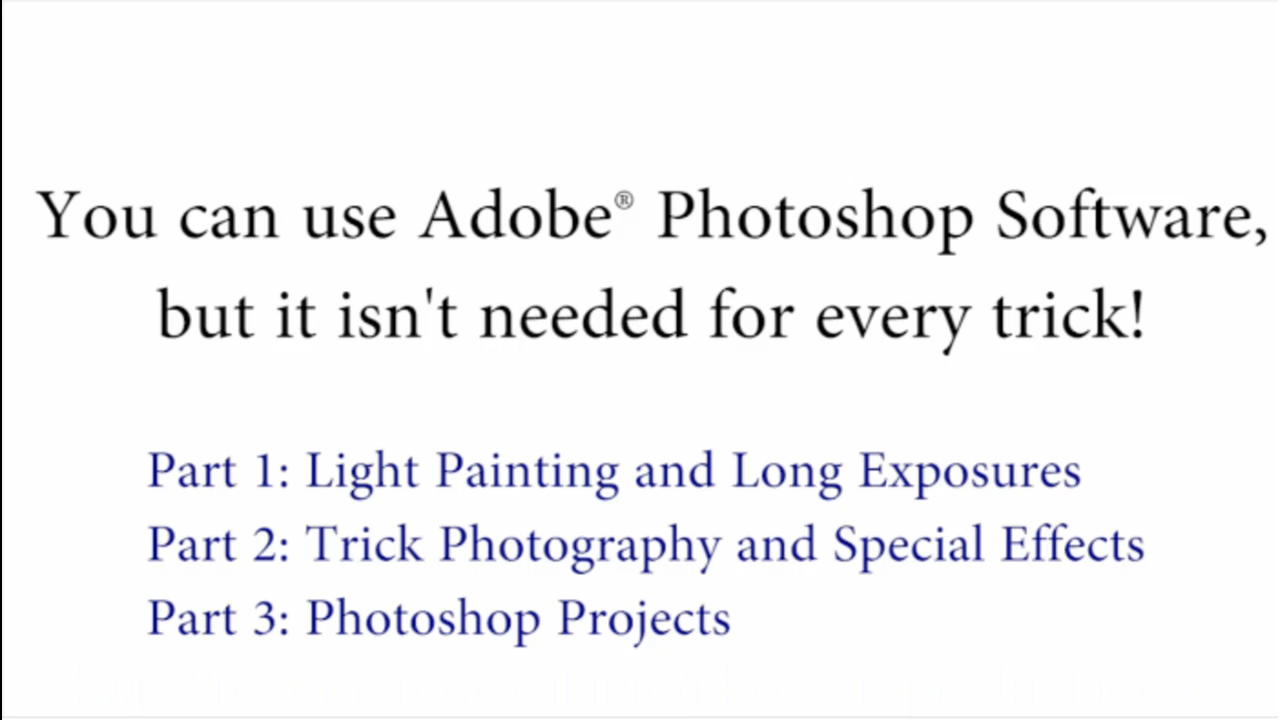 You can use Adobe® Photoshop Software,
but it isn't needed for every trick!
Part 1: Light Painting and Long Exposures
Part 2: Trick Photography and Special Effects
Part 3: Photoshop Projects